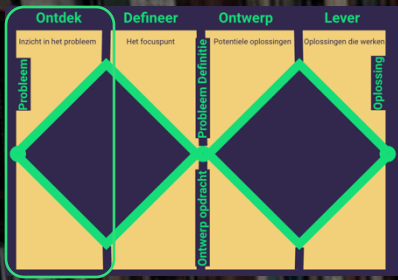 Ontdek
Defineer
Ontwerp
Lever
Inzicht in het probleem
Het focuspunt
Potentiele oplossingen
Oplossingen die werken
Probleem
Probleem Definitie
Ontwerp opdracht
Oplossing